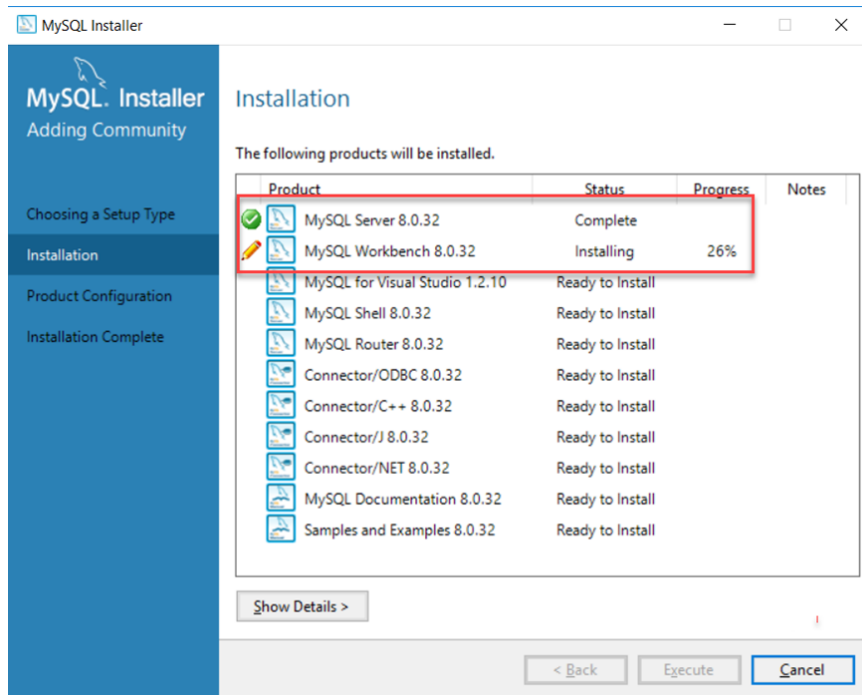 MySQL Installer
MySQL. Installer
Adding Community
Choosing a Setup Type
Installation
Product Configuration
Installation Complete
Installation
The following products will be installed.
Product Status Progress Notes
MySQL Server 8.0.32 Complete
MySQL Workbench 8.0.32 Installing 26%
MySQL for Visual Studio 1.2.10 Ready to Install
MySQL Shell 8.0.32 Ready to Install
MySQL Router 8.0.32 Ready to Install
Connector/ODBC 8.0.32 Ready to Install
Connector/C++ 8.0.32 Ready to Install
Connector/J 8.0.32 Ready to Install
Connector/NET 8.0.32 Ready to Install
MySQL Documentation 8.0.32 Ready to Install
Samples and Examples 8.0.32 Ready to Install
Show Details >
< Back Execute Cancel